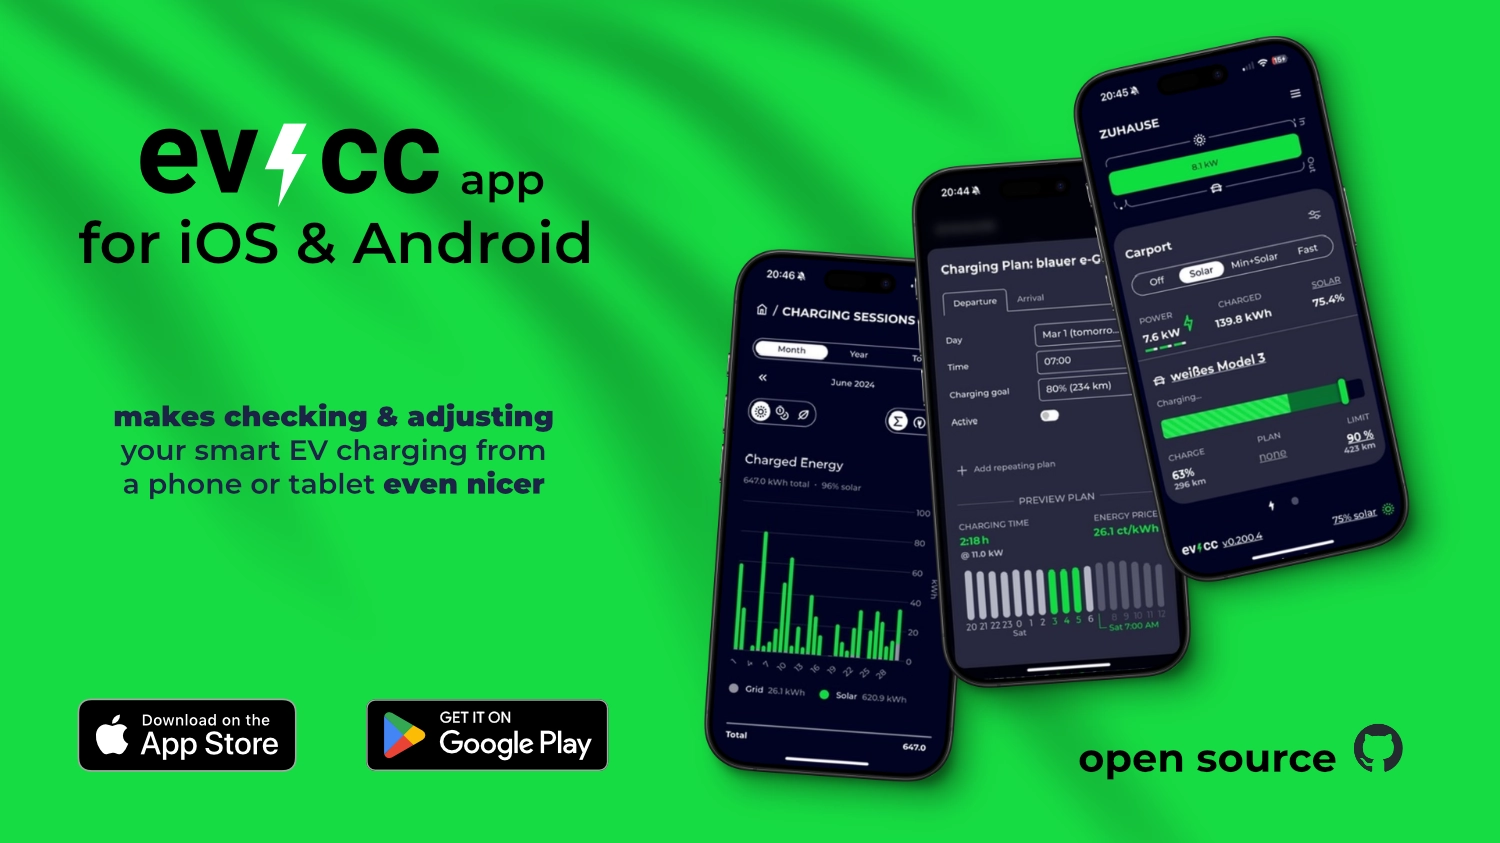 evcc app
for iOS & Android
makes checking & adjusting
your smart EV charging from
a phone or tablet even nicer
Download on the
App Store
GET IT ON
Google Play
20:46
/ CHARGING SESSIONS
Month Year To
« June 2024
Σ
Charged Energy
647.0 kWh total · 96% solar
100
80
60
40
20
0
kWh
1 4 7 10 13 16 19 22 25 28
Grid 26.1 kWh Solar 620.9 kWh
Total 647.0
20:44
Charging Plan: blauer e-G
Departure Arrival
Day Mar 1 (tomorro...
Time 07:00
Charging goal 80% (234 km)
Active
+ Add repeating plan
PREVIEW PLAN
CHARGING TIME ENERGY PRICE
2:18 h 26.1 ct/kWh
@ 11.0 kW
20 21 22 23 0 1 2 3 4 5 6 8 9 10 11 12
Sat Sat 7:00 AM
20:45 15+
ZUHAUSE
In
8.1 kW
Out
Carport
Off Solar Min+Solar Fast
POWER CHARGED SOLAR
7.6 kW 139.8 kWh 75.4%
weißes Model 3
Charging...
CHARGE PLAN LIMIT
63% none 90 %
296 km 423 km
evcc v0.200.4 75% solar
open source